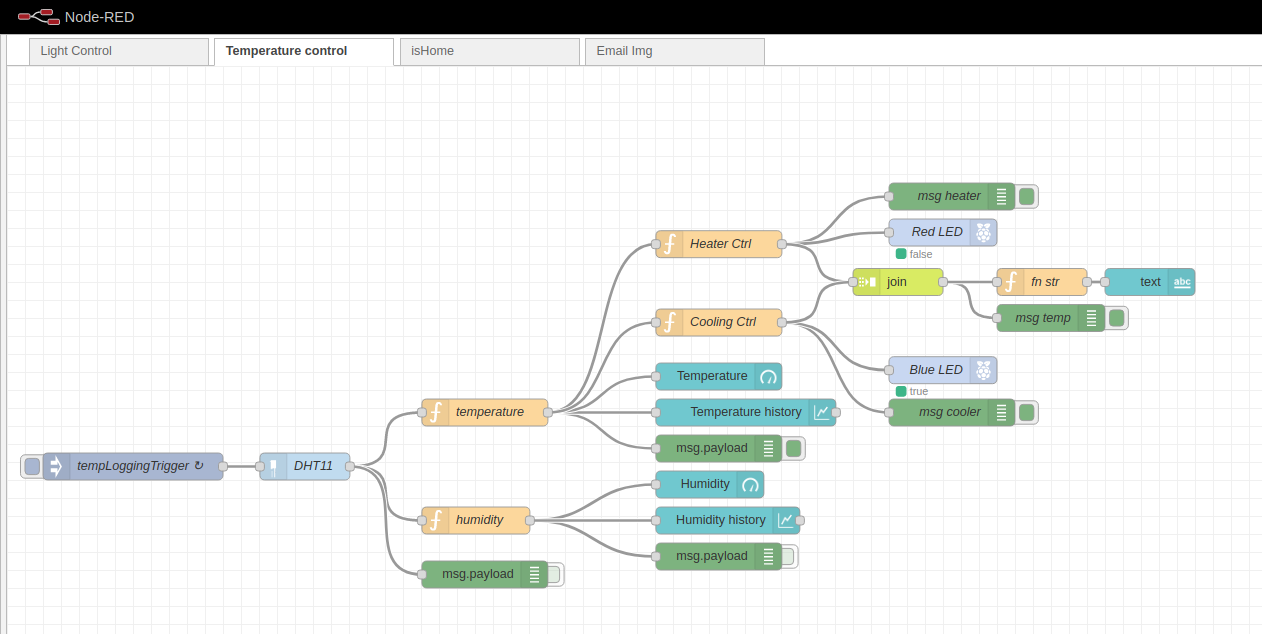 Node-RED
Light Control
Temperature control
isHome
Email Img
msg heater
Red LED
false
Heater Ctrl
join
fn str
text
abc
msg temp
Cooling Ctrl
Blue LED
true
Temperature
temperature
Temperature history
msg cooler
msg.payload
tempLoggingTrigger ↻
DHT11
Humidity
humidity
Humidity history
msg.payload
msg.payload